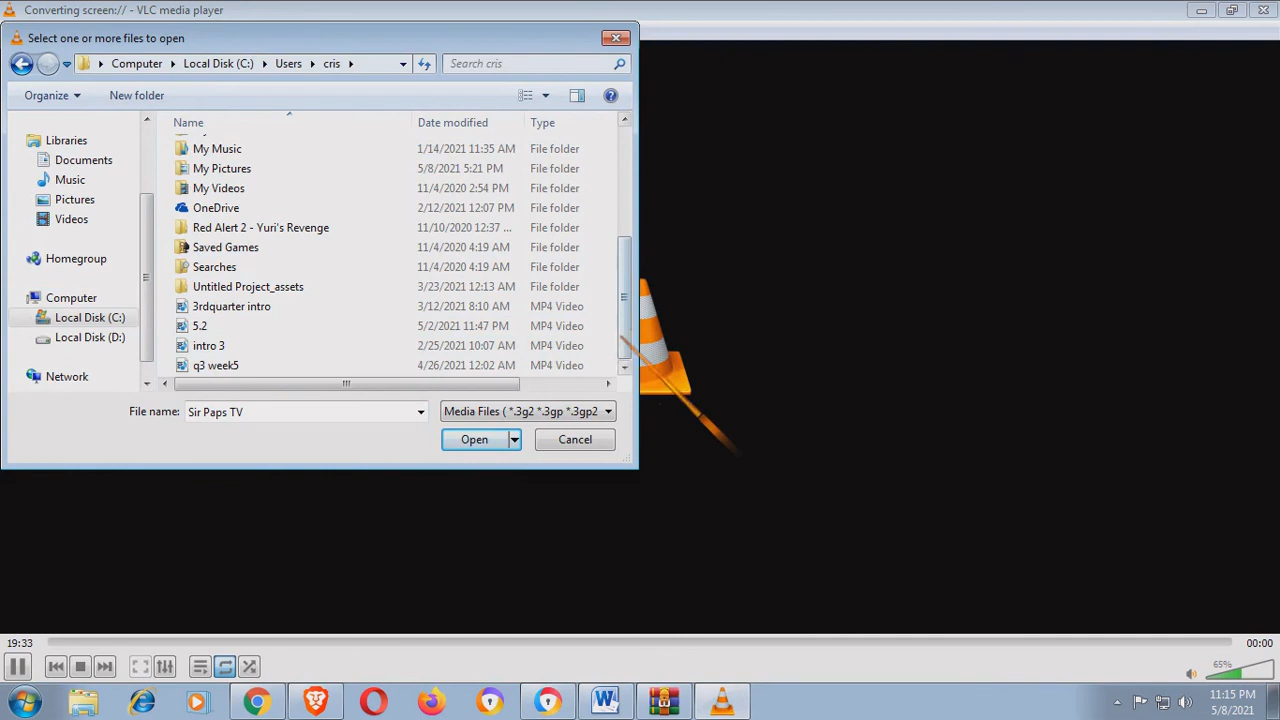 Converting screen:// - VLC media player
Select one or more files to open
Computer Local Disk (C:) Users cris
Search cris
Organize New folder
Name Date modified Type
Libraries
Documents
Music
Pictures
Videos
Homegroup
Computer
Local Disk (C:)
Local Disk (D:)
Network
My Music 1/14/2021 11:35 AM File folder
My Pictures 5/8/2021 5:21 PM File folder
My Videos 11/4/2020 2:54 PM File folder
OneDrive 2/12/2021 12:07 PM File folder
Red Alert 2 - Yuri's Revenge 11/10/2020 12:37 ... File folder
Saved Games 11/4/2020 4:19 AM File folder
Searches 11/4/2020 4:19 AM File folder
Untitled Project_assets 3/23/2021 12:13 AM File folder
3rdquarter intro 3/12/2021 8:10 AM MP4 Video
5.2 5/2/2021 11:47 PM MP4 Video
intro 3 2/25/2021 10:07 AM MP4 Video
q3 week5 4/26/2021 12:02 AM MP4 Video
File name: Sir Paps TV Media Files ( *.3g2 *.3gp *.3gp2
Open Cancel
19:33 00:00
65%
11:15 PM
5/8/2021